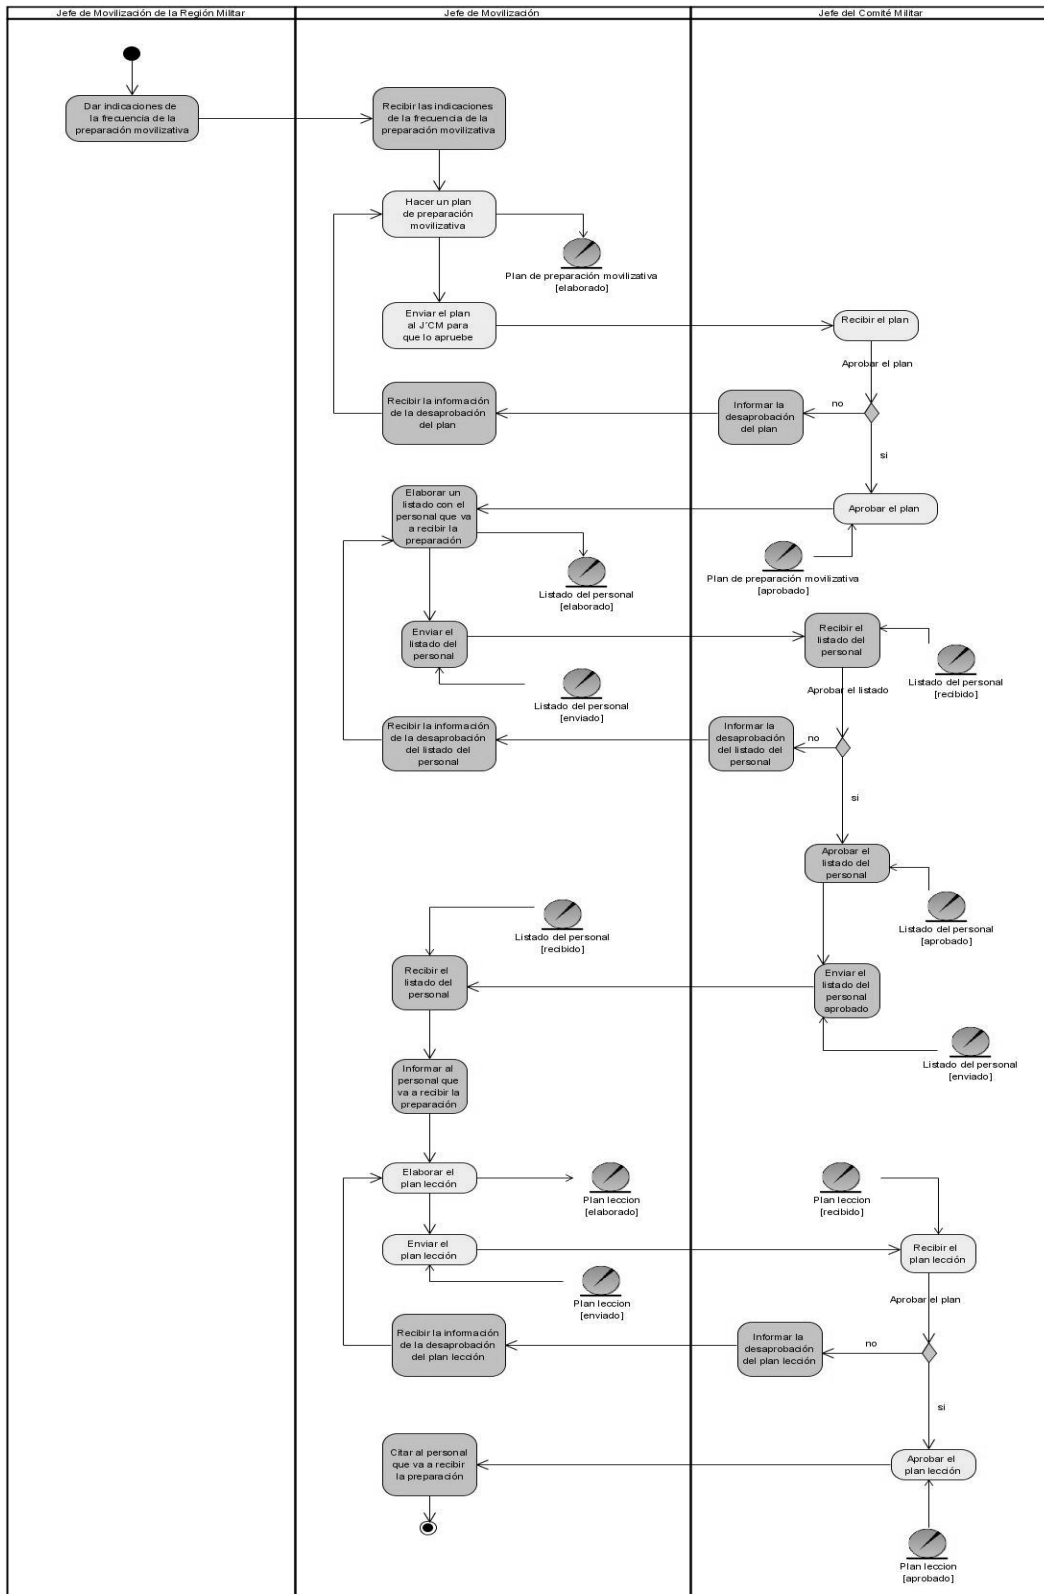 Jefe de Movilización de la Región Militar
Jefe de Movilización
Jefe del Comité Militar
Dar indicaciones de
la frecuencia de la
preparación movilizativa
Recibir las indicaciones
de la frecuencia de la
preparación movilizativa
Hacer un plan
de preparación
movilizativa
Plan de preparación movilizativa
[elaborado]
Enviar el plan
al J´CM para
que lo apruebe
Recibir el plan
Aprobar el plan
Recibir la información
de la desaprobación
del plan
Informar la
desaprobación
del plan
no
si
Elaborar un
listado con el
personal que va
a recibir la
preparación
Aprobar el plan
Plan de preparación movilizativa
[aprobado]
Listado del personal
[elaborado]
Enviar el
listado del
personal
Recibir el
listado del
personal
Listado del personal
[recibido]
Listado del personal
[enviado]
Aprobar el listado
Recibir la información
de la desaprobación
del listado del
personal
Informar la
desaprobación
del listado del
personal
no
si
Aprobar el
listado del
personal
Listado del personal
[aprobado]
Listado del personal
[recibido]
Recibir el
listado del
personal
Enviar el
listado del
personal
aprobado
Listado del personal
[enviado]
Informar al
personal que
va a recibir la
preparación
Elaborar el
plan lección
Plan leccion
[elaborado]
Plan leccion
[recibido]
Enviar el
plan lección
Recibir el
plan lección
Plan leccion
[enviado]
Aprobar el plan
Recibir la información
de la desaprobación
del plan lección
Informar la
desaprobación
del plan lección
no
si
Citar al personal
que va a recibir
la preparación
Aprobar el
plan lección
Plan leccion
[aprobado]